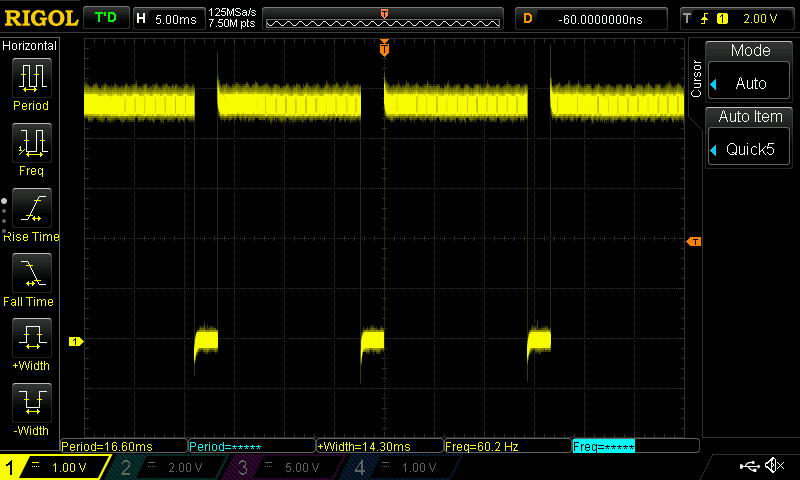 RIGOL T'D H 5.00ms 125MSa/s 7.50M pts T D -60.0000000ns T 1 2.00 V
Horizontal
Period
Freq
Rise Time
Fall Time
+Width
-Width
T
T
1
Cursor
Mode
Auto
Auto Item
Quick5
Period=16.60ms Period=***** +Width=14.30ms Freq=60.2 Hz Freq=*****
1 1.00 V 2 2.00 V 3 5.00 V 4 1.00 V